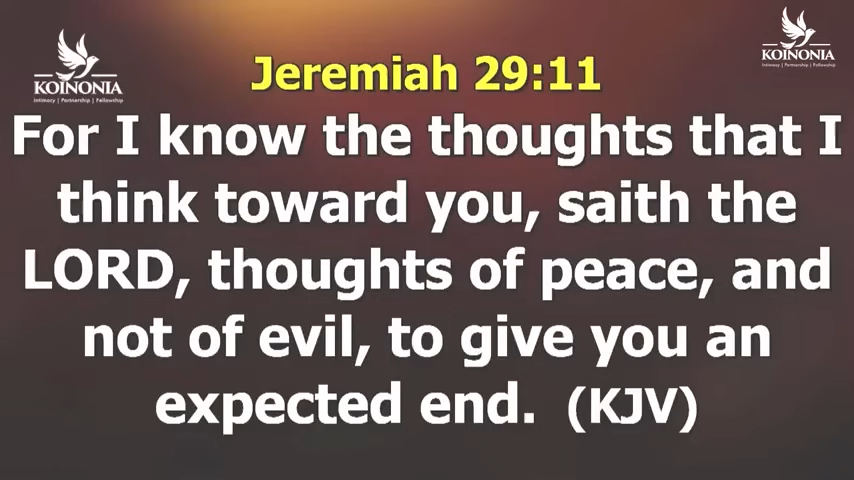 KOINONIA
Intimacy | Partnership | Fellowship
KOINONIA
Intimacy | Partnership | Fellowship
Jeremiah 29:11
For I know the thoughts that I
think toward you, saith the
LORD, thoughts of peace, and
not of evil, to give you an
expected end. (KJV)